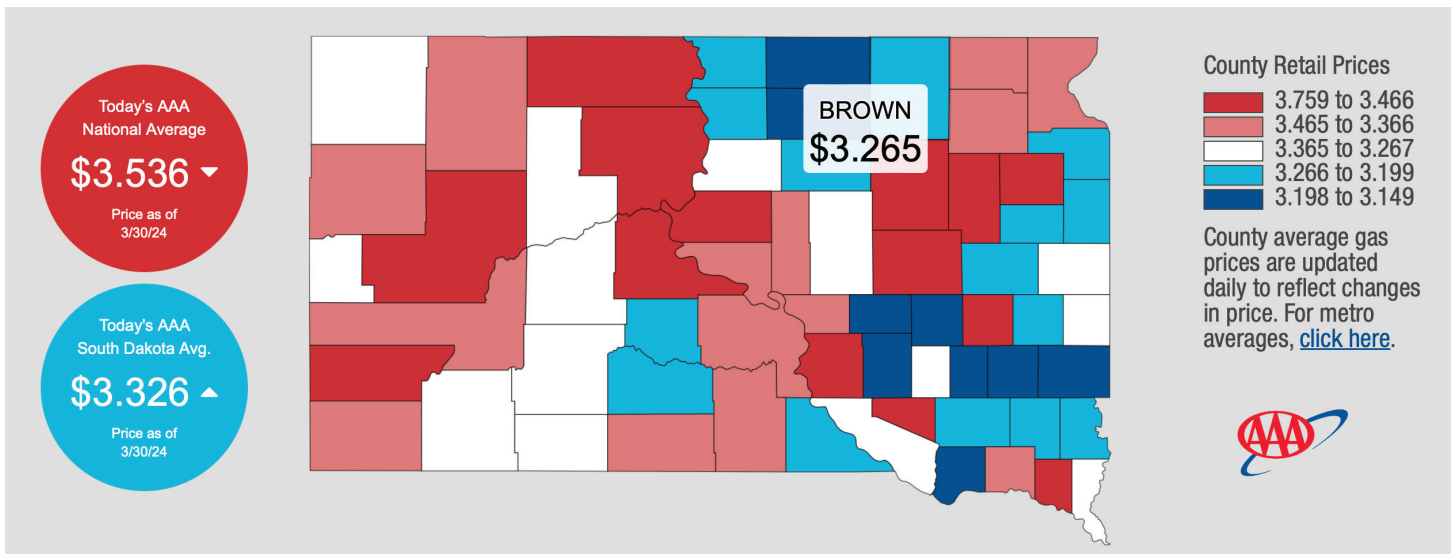 Today's AAA
National Average
$3.536
Price as of
3/30/24
Today's AAA
South Dakota Avg.
$3.326
Price as of
3/30/24
BROWN
$3.265
County Retail Prices
3.759 to 3.466
3.465 to 3.366
3.365 to 3.267
3.266 to 3.199
3.198 to 3.149
County average gas
prices are updated
daily to reflect changes
in price. For metro
averages, click here.
AAA